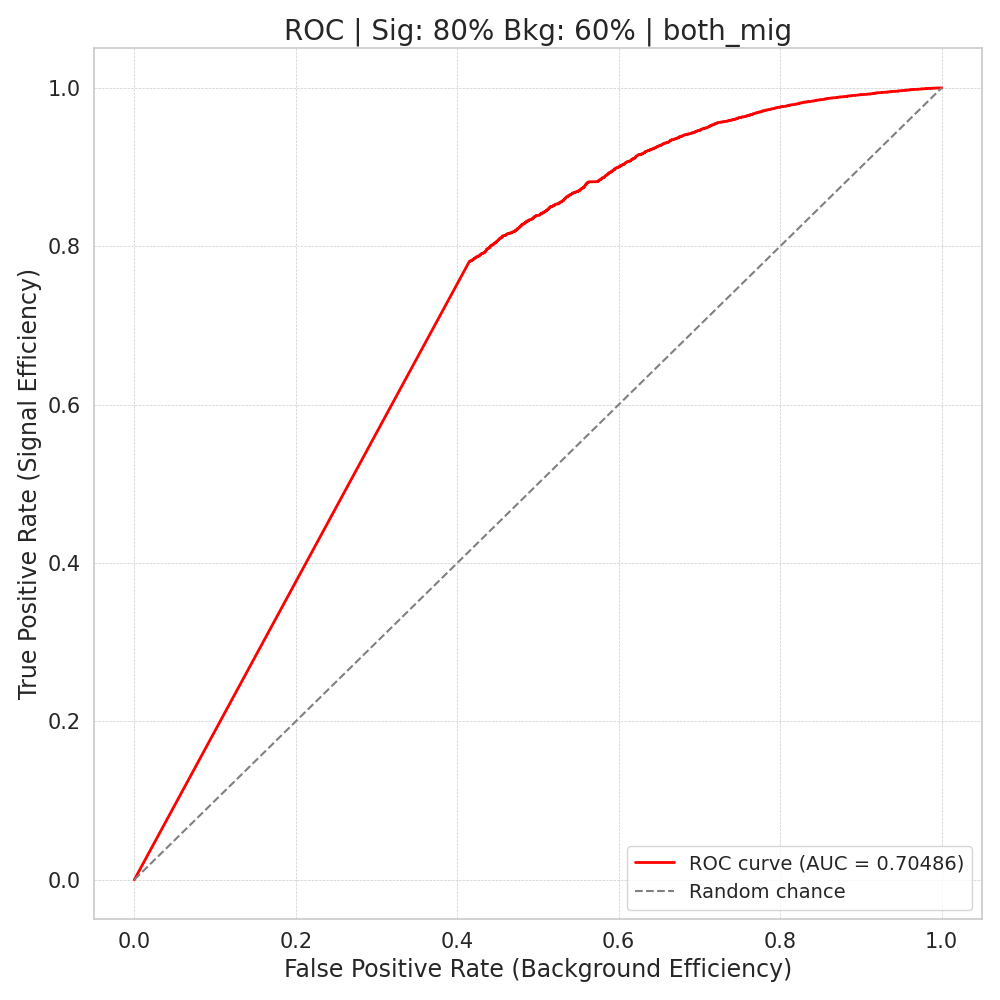 ROC | Sig: 80% Bkg: 60% | both_mig
True Positive Rate (Signal Efficiency)
1.0
0.8
0.6
0.4
0.2
0.0
ROC curve (AUC = 0.70486)
Random chance
0.0 0.2 0.4 0.6 0.8 1.0
False Positive Rate (Background Efficiency)